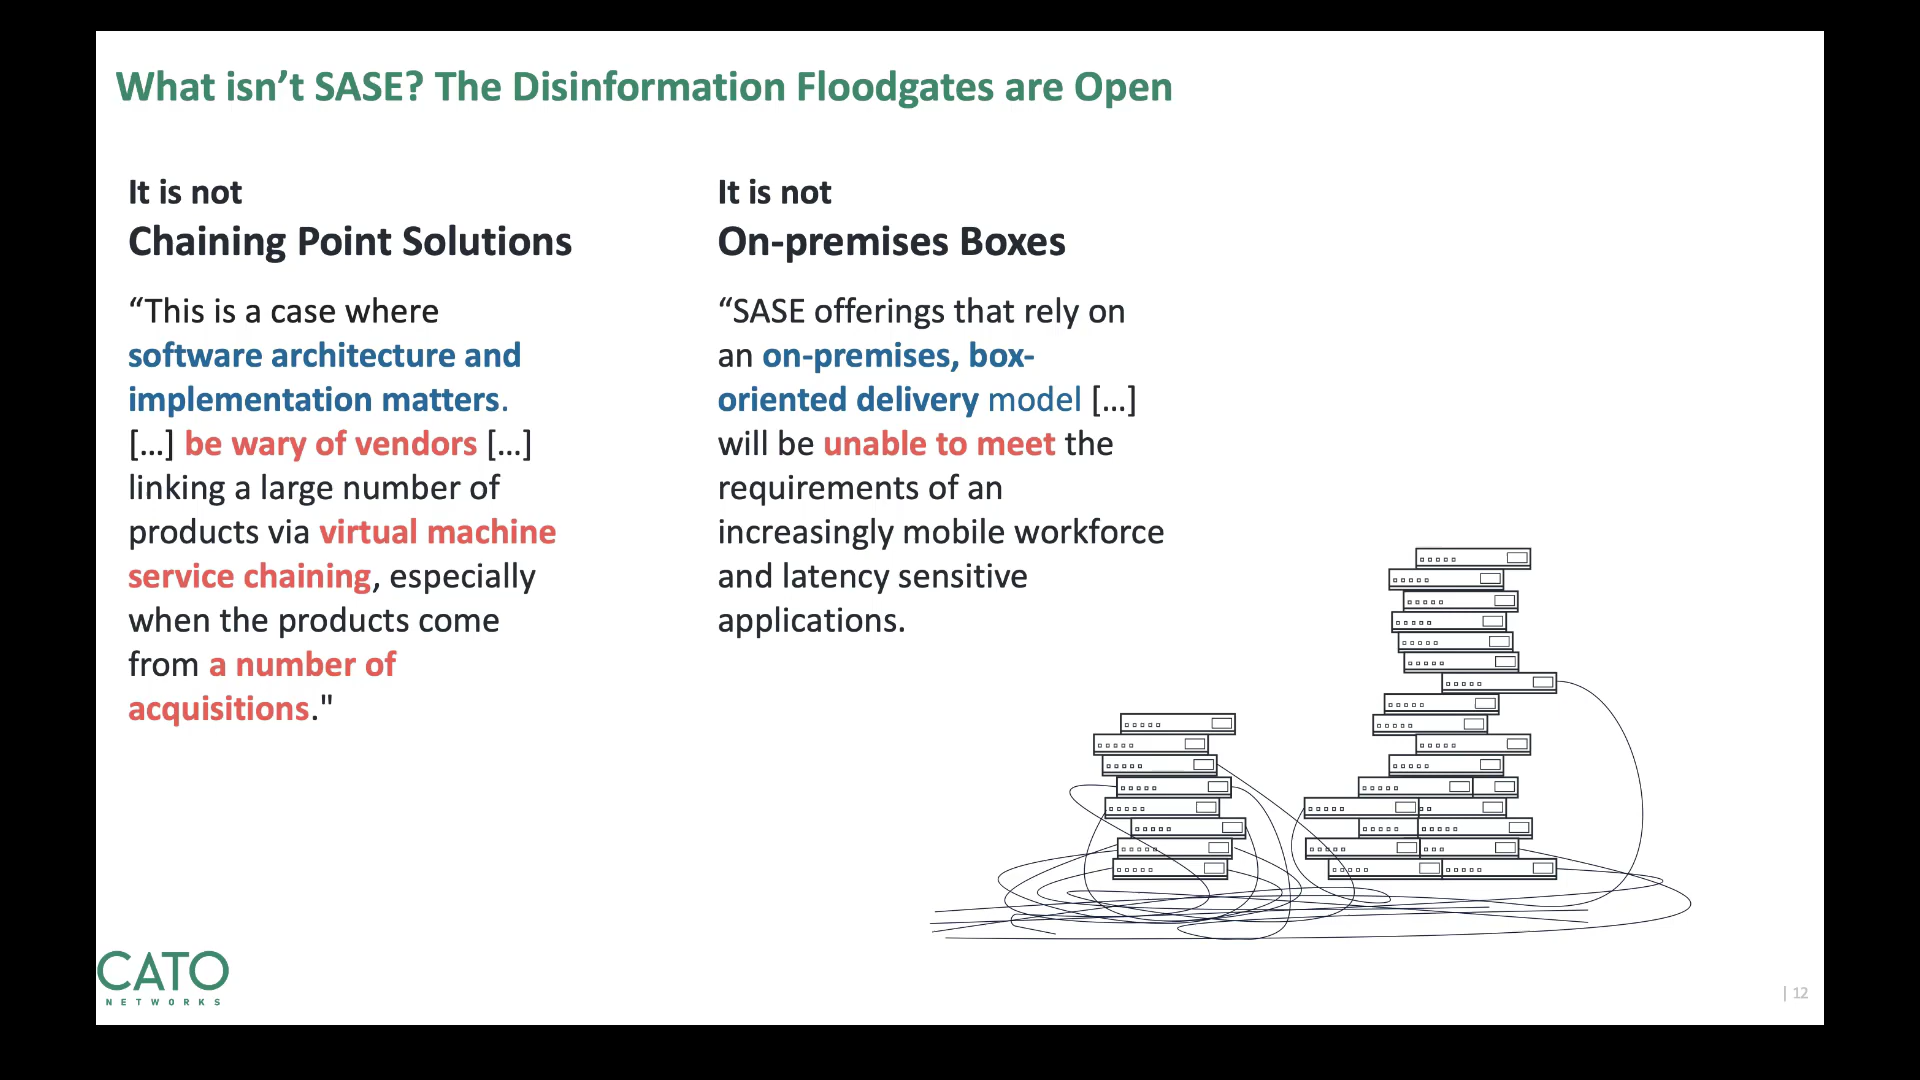 What isn’t SASE? The Disinformation Floodgates are Open
It is not
Chaining Point Solutions
“This is a case where
software architecture and
implementation matters.
[…] be wary of vendors […]
linking a large number of
products via virtual machine
service chaining, especially
when the products come
from a number of
acquisitions."
It is not
On-premises Boxes
“SASE offerings that rely on
an on-premises, box-
oriented delivery model […]
will be unable to meet the
requirements of an
increasingly mobile workforce
and latency sensitive
applications.
CATO
NETWORKS
| 12